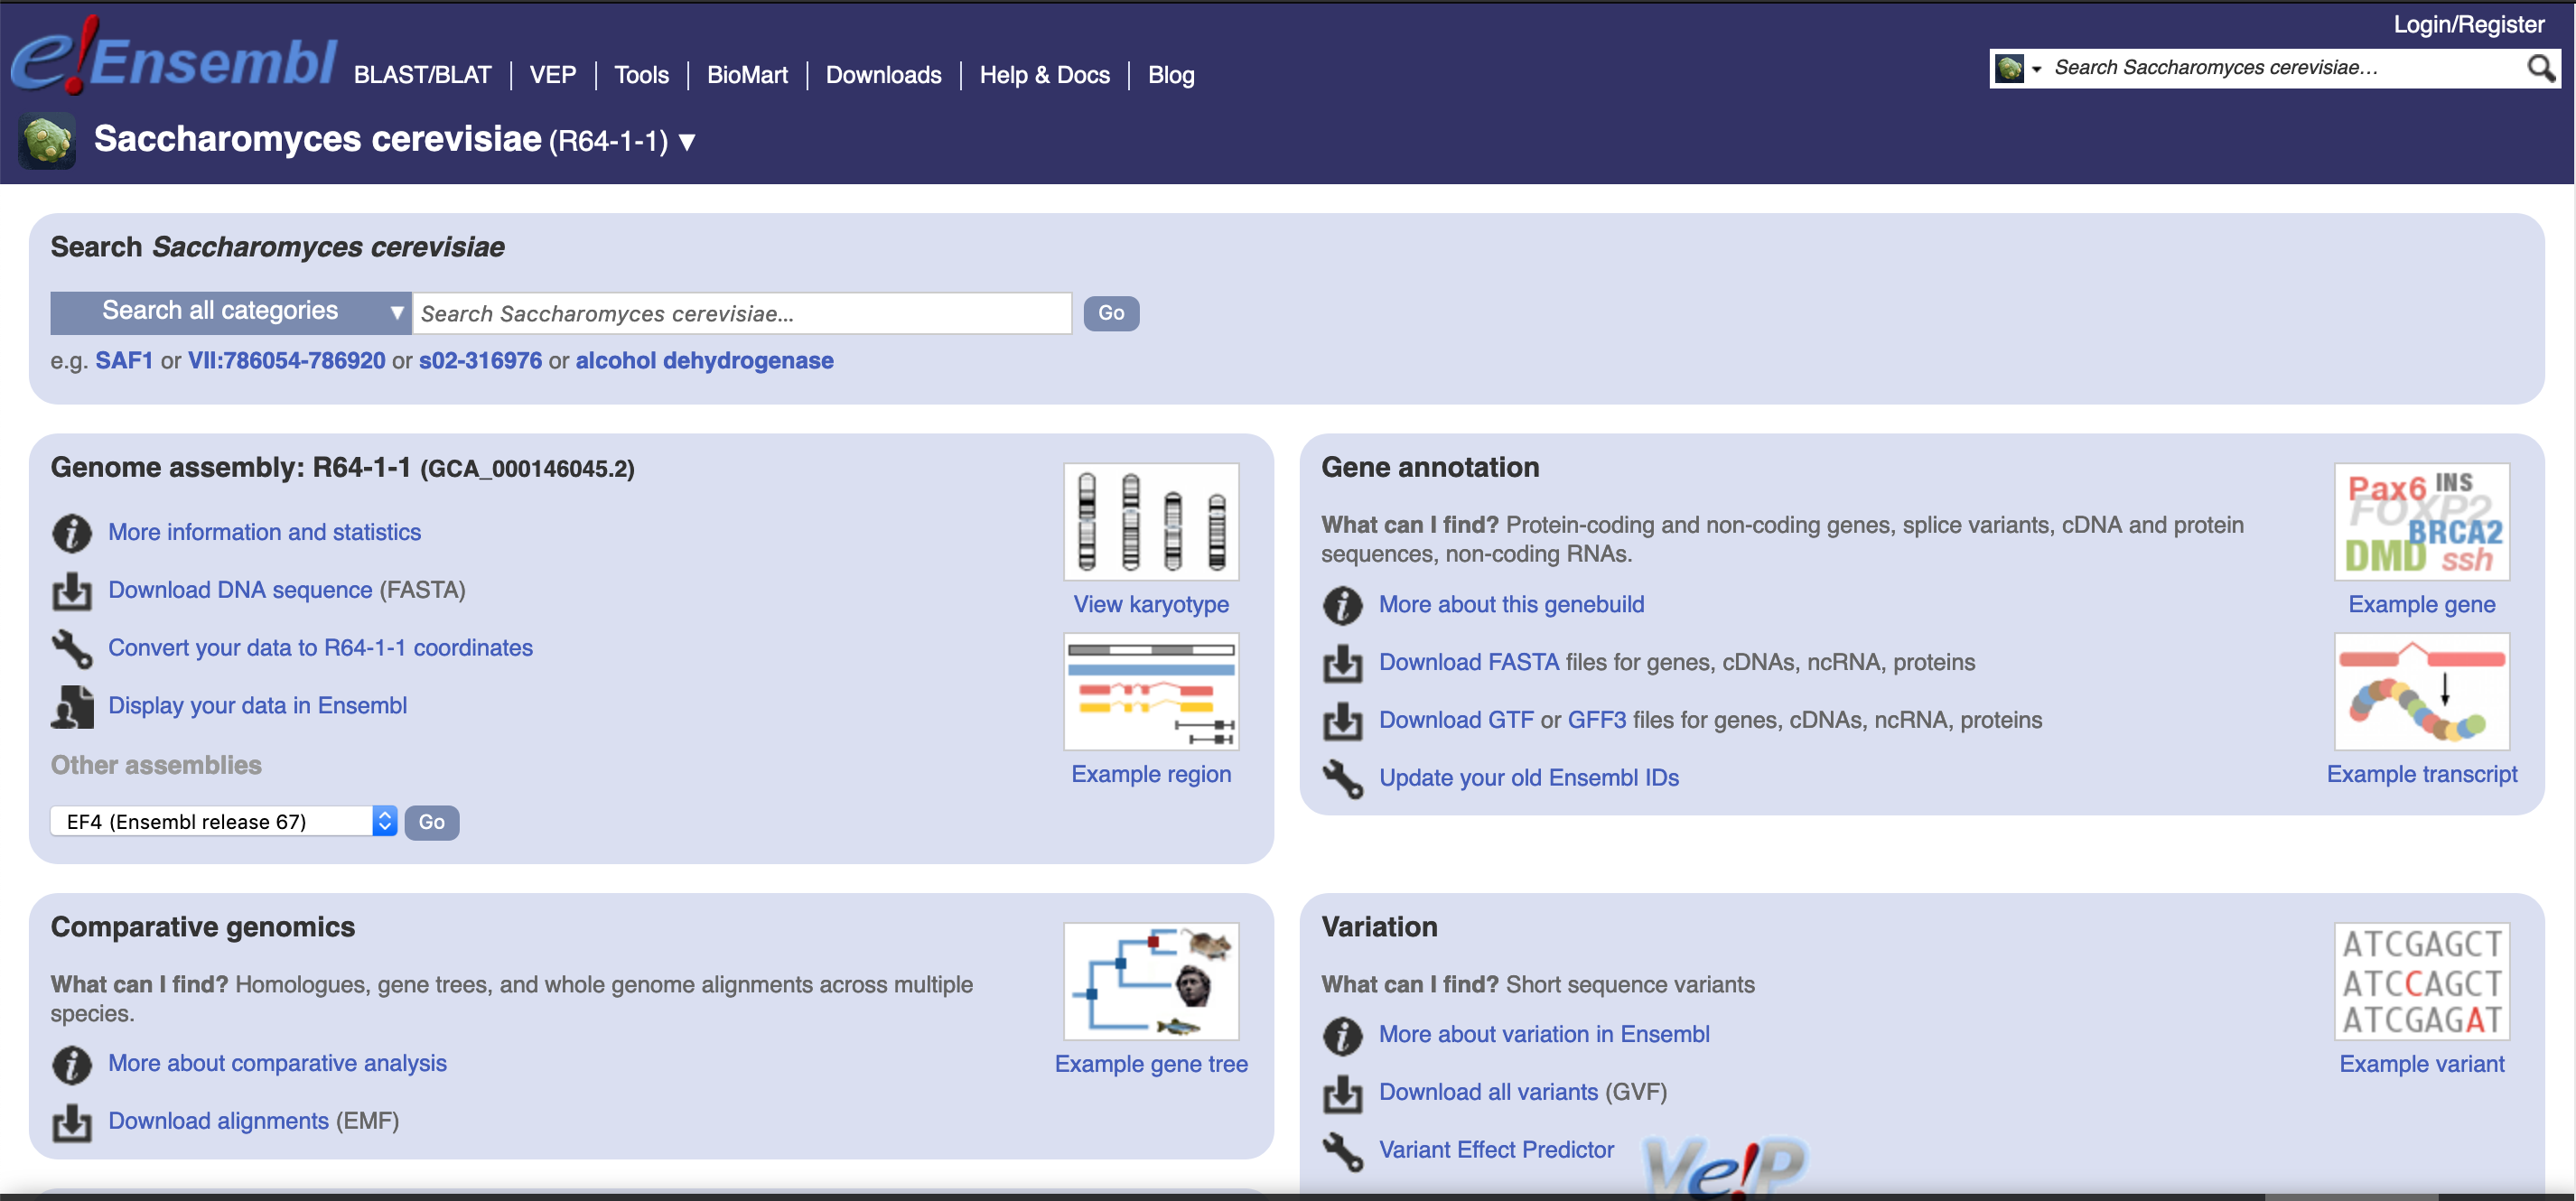 Login/Register
e!Ensembl
BLAST/BLAT | VEP | Tools | BioMart | Downloads | Help & Docs | Blog
Search Saccharomyces cerevisiae…
Saccharomyces cerevisiae (R64-1-1) ▼
Search Saccharomyces cerevisiae
Search all categories ▼
Search Saccharomyces cerevisiae…
Go
e.g. SAF1 or VII:786054-786920 or s02-316976 or alcohol dehydrogenase
Genome assembly: R64-1-1 (GCA_000146045.2)
More information and statistics
Download DNA sequence (FASTA)
Convert your data to R64-1-1 coordinates
Display your data in Ensembl
Other assemblies
EF4 (Ensembl release 67)
Go
View karyotype
Example region
Gene annotation
What can I find? Protein-coding and non-coding genes, splice variants, cDNA and protein
sequences, non-coding RNAs.
More about this genebuild
Download FASTA files for genes, cDNAs, ncRNA, proteins
Download GTF or GFF3 files for genes, cDNAs, ncRNA, proteins
Update your old Ensembl IDs
Pax6 INS
FOXP2
BRCA2
DMD ssh
Example gene
Example transcript
Comparative genomics
What can I find? Homologues, gene trees, and whole genome alignments across multiple
species.
More about comparative analysis
Download alignments (EMF)
Example gene tree
Variation
What can I find? Short sequence variants
More about variation in Ensembl
Download all variants (GVF)
Variant Effect Predictor
Ve!P
ATCGAGCT
ATCCAGCT
ATCGAGAT
Example variant